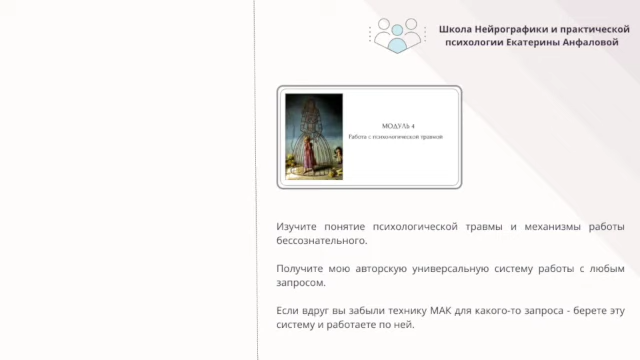 Школа Нейрографики и практической
психологии Екатерины Анфаловой
МОДУЛЬ 4
Работа с психологической травмой
Изучите понятие психологической травмы и механизмы работы
бессознательного.
Получите мою авторскую универсальную систему работы с любым
запросом.
Если вдруг вы забыли технику МАК для какого-то запроса - берете эту
систему и работаете по ней.